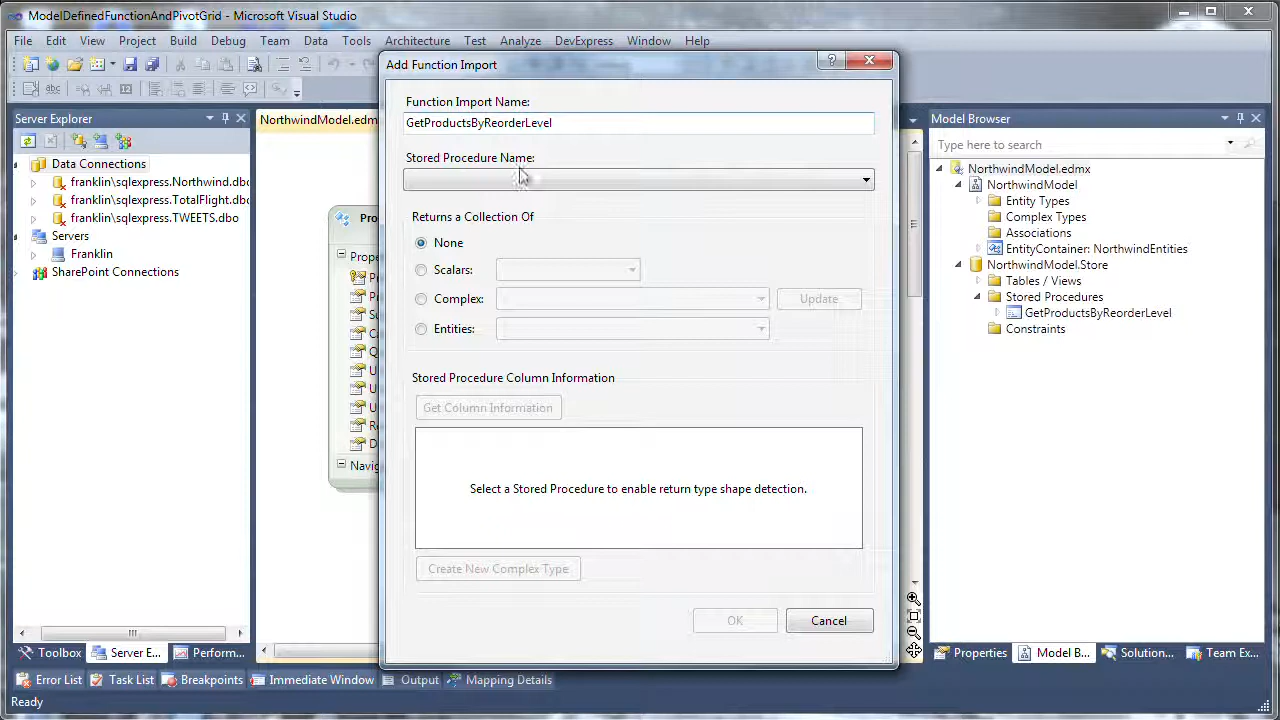 ModelDefinedFunctionAndPivotGrid - Microsoft Visual Studio
File Edit View Project Build Debug Team Data Tools Architecture Test Analyze DevExpress Window Help
Server Explorer
Data Connections
franklin\sqlexpress.Northwind.dbo
franklin\sqlexpress.TotalFlight.dbo
franklin\sqlexpress.TWEETS.dbo
Servers
Franklin
SharePoint Connections
NorthwindModel.edm
Add Function Import
Function Import Name:
GetProductsByReorderLevel
Stored Procedure Name:
Returns a Collection Of
None
Scalars:
Complex:
Update
Entities:
Stored Procedure Column Information
Get Column Information
Select a Stored Procedure to enable return type shape detection.
Create New Complex Type
OK Cancel
Model Browser
Type here to search
NorthwindModel.edmx
NorthwindModel
Entity Types
Complex Types
Associations
EntityContainer: NorthwindEntities
NorthwindModel.Store
Tables / Views
Stored Procedures
GetProductsByReorderLevel
Constraints
Toolbox Server E... Perform...
Properties Model B... Solution... Team Ex...
Error List Task List Breakpoints Immediate Window Output Mapping Details
Ready